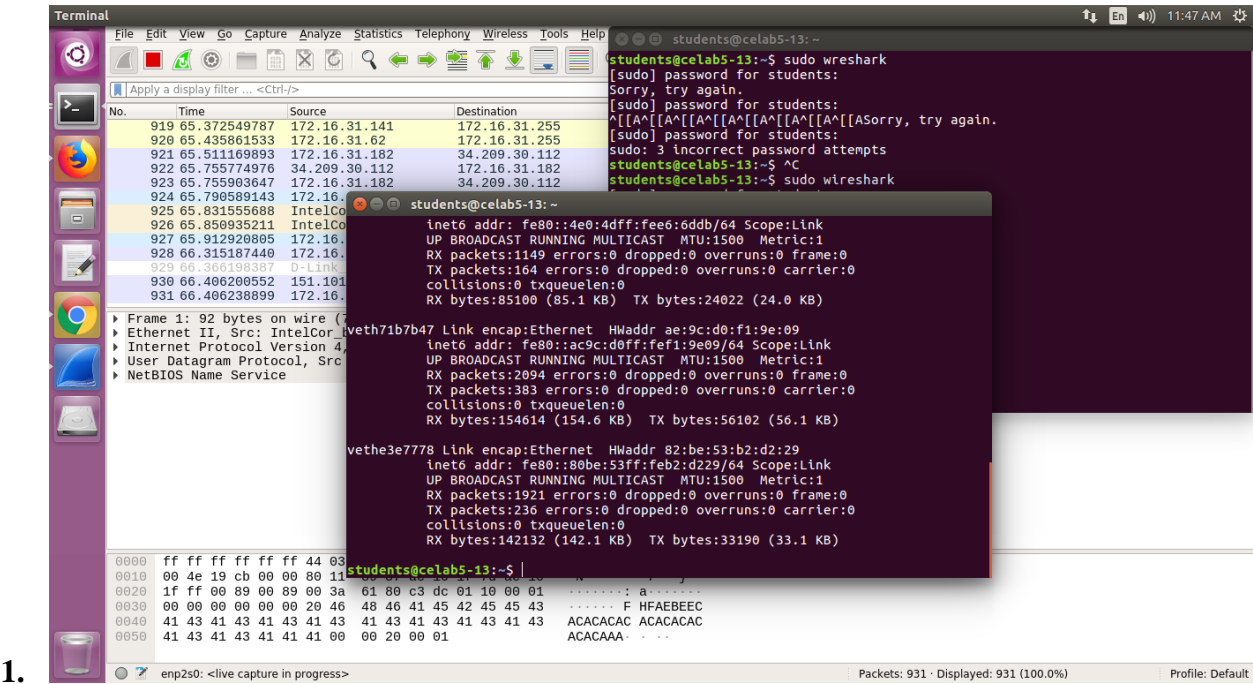 Terminal
En
11:47 AM
File Edit View Go Capture Analyze Statistics Telephony Wireless Tools Help
Apply a display filter ... <Ctrl-/>
No. Time Source Destination
919 65.372549787 172.16.31.141 172.16.31.255
920 65.435861533 172.16.31.62 172.16.31.255
921 65.511169893 172.16.31.182 34.209.30.112
922 65.755774976 34.209.30.112 172.16.31.182
923 65.755903647 172.16.31.182 34.209.30.112
924 65.790589143 172.16.
925 65.831555688 IntelCo
926 65.850935211 IntelCo
927 65.912920805 172.16.
928 66.315187440 172.16.
929 66.366198387 D-Link_
930 66.406200552 151.101
931 66.406238899 172.16.
Frame 1: 92 bytes on wire (7
Ethernet II, Src: IntelCor_
Internet Protocol Version 4,
User Datagram Protocol, Src
NetBIOS Name Service
students@celab5-13: ~
students@celab5-13:~$ sudo wreshark
[sudo] password for students:
Sorry, try again.
[sudo] password for students:
^[[A^[[A^[[A^[[A^[[A^[[A^[[A^[[ASorry, try again.
[sudo] password for students:
sudo: 3 incorrect password attempts
students@celab5-13:~$ ^C
students@celab5-13:~$ sudo wireshark
students@celab5-13: ~
inet6 addr: fe80::4e0:4dff:fee6:6ddb/64 Scope:Link
UP BROADCAST RUNNING MULTICAST MTU:1500 Metric:1
RX packets:1149 errors:0 dropped:0 overruns:0 frame:0
TX packets:164 errors:0 dropped:0 overruns:0 carrier:0
collisions:0 txqueuelen:0
RX bytes:85100 (85.1 KB) TX bytes:24022 (24.0 KB)
veth71b7b47 Link encap:Ethernet HWaddr ae:9c:d0:f1:9e:09
inet6 addr: fe80::ac9c:d0ff:fef1:9e09/64 Scope:Link
UP BROADCAST RUNNING MULTICAST MTU:1500 Metric:1
RX packets:2094 errors:0 dropped:0 overruns:0 frame:0
TX packets:383 errors:0 dropped:0 overruns:0 carrier:0
collisions:0 txqueuelen:0
RX bytes:154614 (154.6 KB) TX bytes:56102 (56.1 KB)
vethe3e7778 Link encap:Ethernet HWaddr 82:be:53:b2:d2:29
inet6 addr: fe80::80be:53ff:feb2:d229/64 Scope:Link
UP BROADCAST RUNNING MULTICAST MTU:1500 Metric:1
RX packets:1921 errors:0 dropped:0 overruns:0 frame:0
TX packets:236 errors:0 dropped:0 overruns:0 carrier:0
collisions:0 txqueuelen:0
RX bytes:142132 (142.1 KB) TX bytes:33190 (33.1 KB)
students@celab5-13:~$
0000 ff ff ff ff ff ff 44 03
0010 00 4e 19 cb 00 00 80 11
0020 1f ff 00 89 00 89 00 3a 61 80 c3 dc 01 10 00 01 ·······: a·······
0030 00 00 00 00 00 00 20 46 48 46 41 45 42 45 45 43 ······ F HFAEBEEC
0040 41 43 41 43 41 43 41 43 41 43 41 43 41 43 41 43 ACACACAC ACACACAC
0050 41 43 41 43 41 41 41 00 00 20 00 01 ACACAAA· · ··
enp2s0: <live capture in progress>
Packets: 931 · Displayed: 931 (100.0%)
Profile: Default
1.